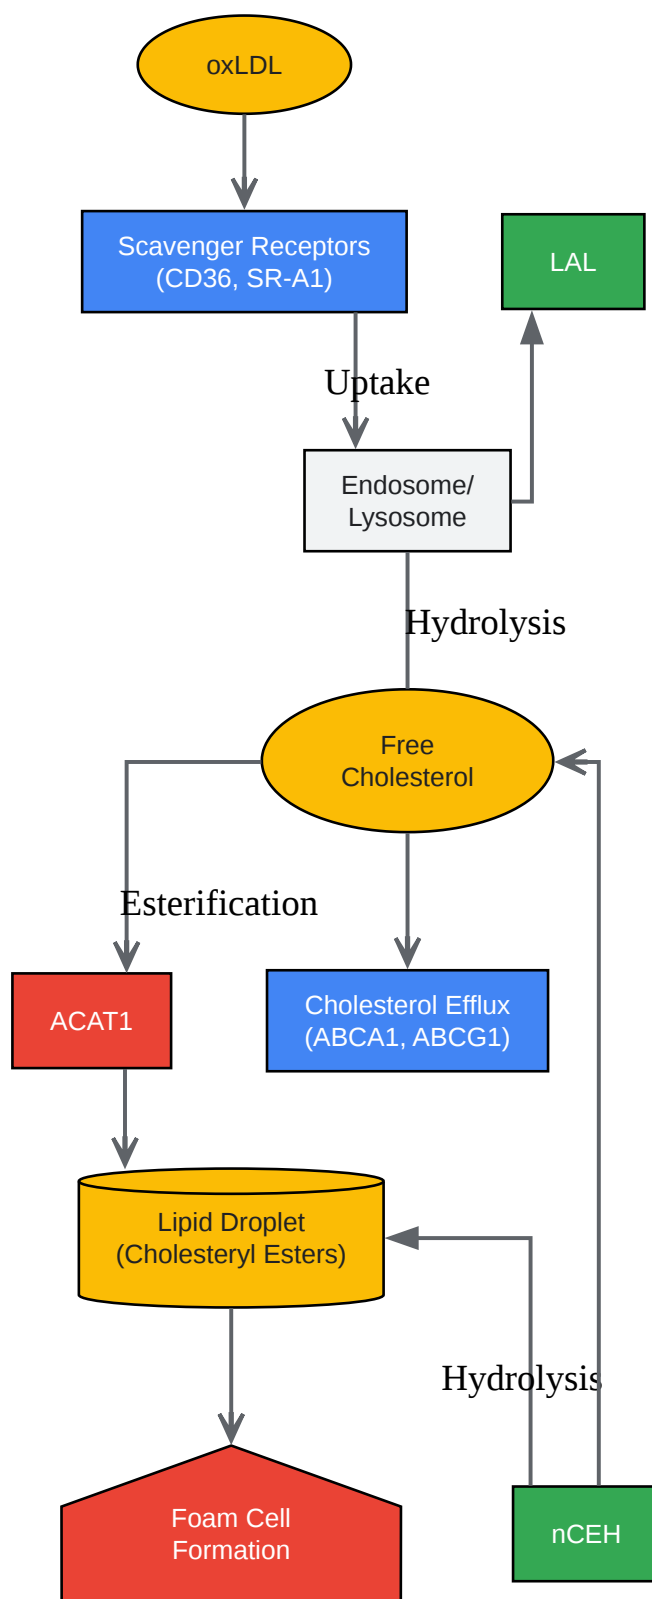 oxLDL
Scavenger Receptors
(CD36, SR-A1)
LAL
Uptake
Endosome/
Lysosome
Hydrolysis
Free
Cholesterol
Esterification
ACAT1
Cholesterol Efflux
(ABCA1, ABCG1)
Lipid Droplet
(Cholesteryl Esters)
Hydrolysis
Foam Cell
Formation
nCEH